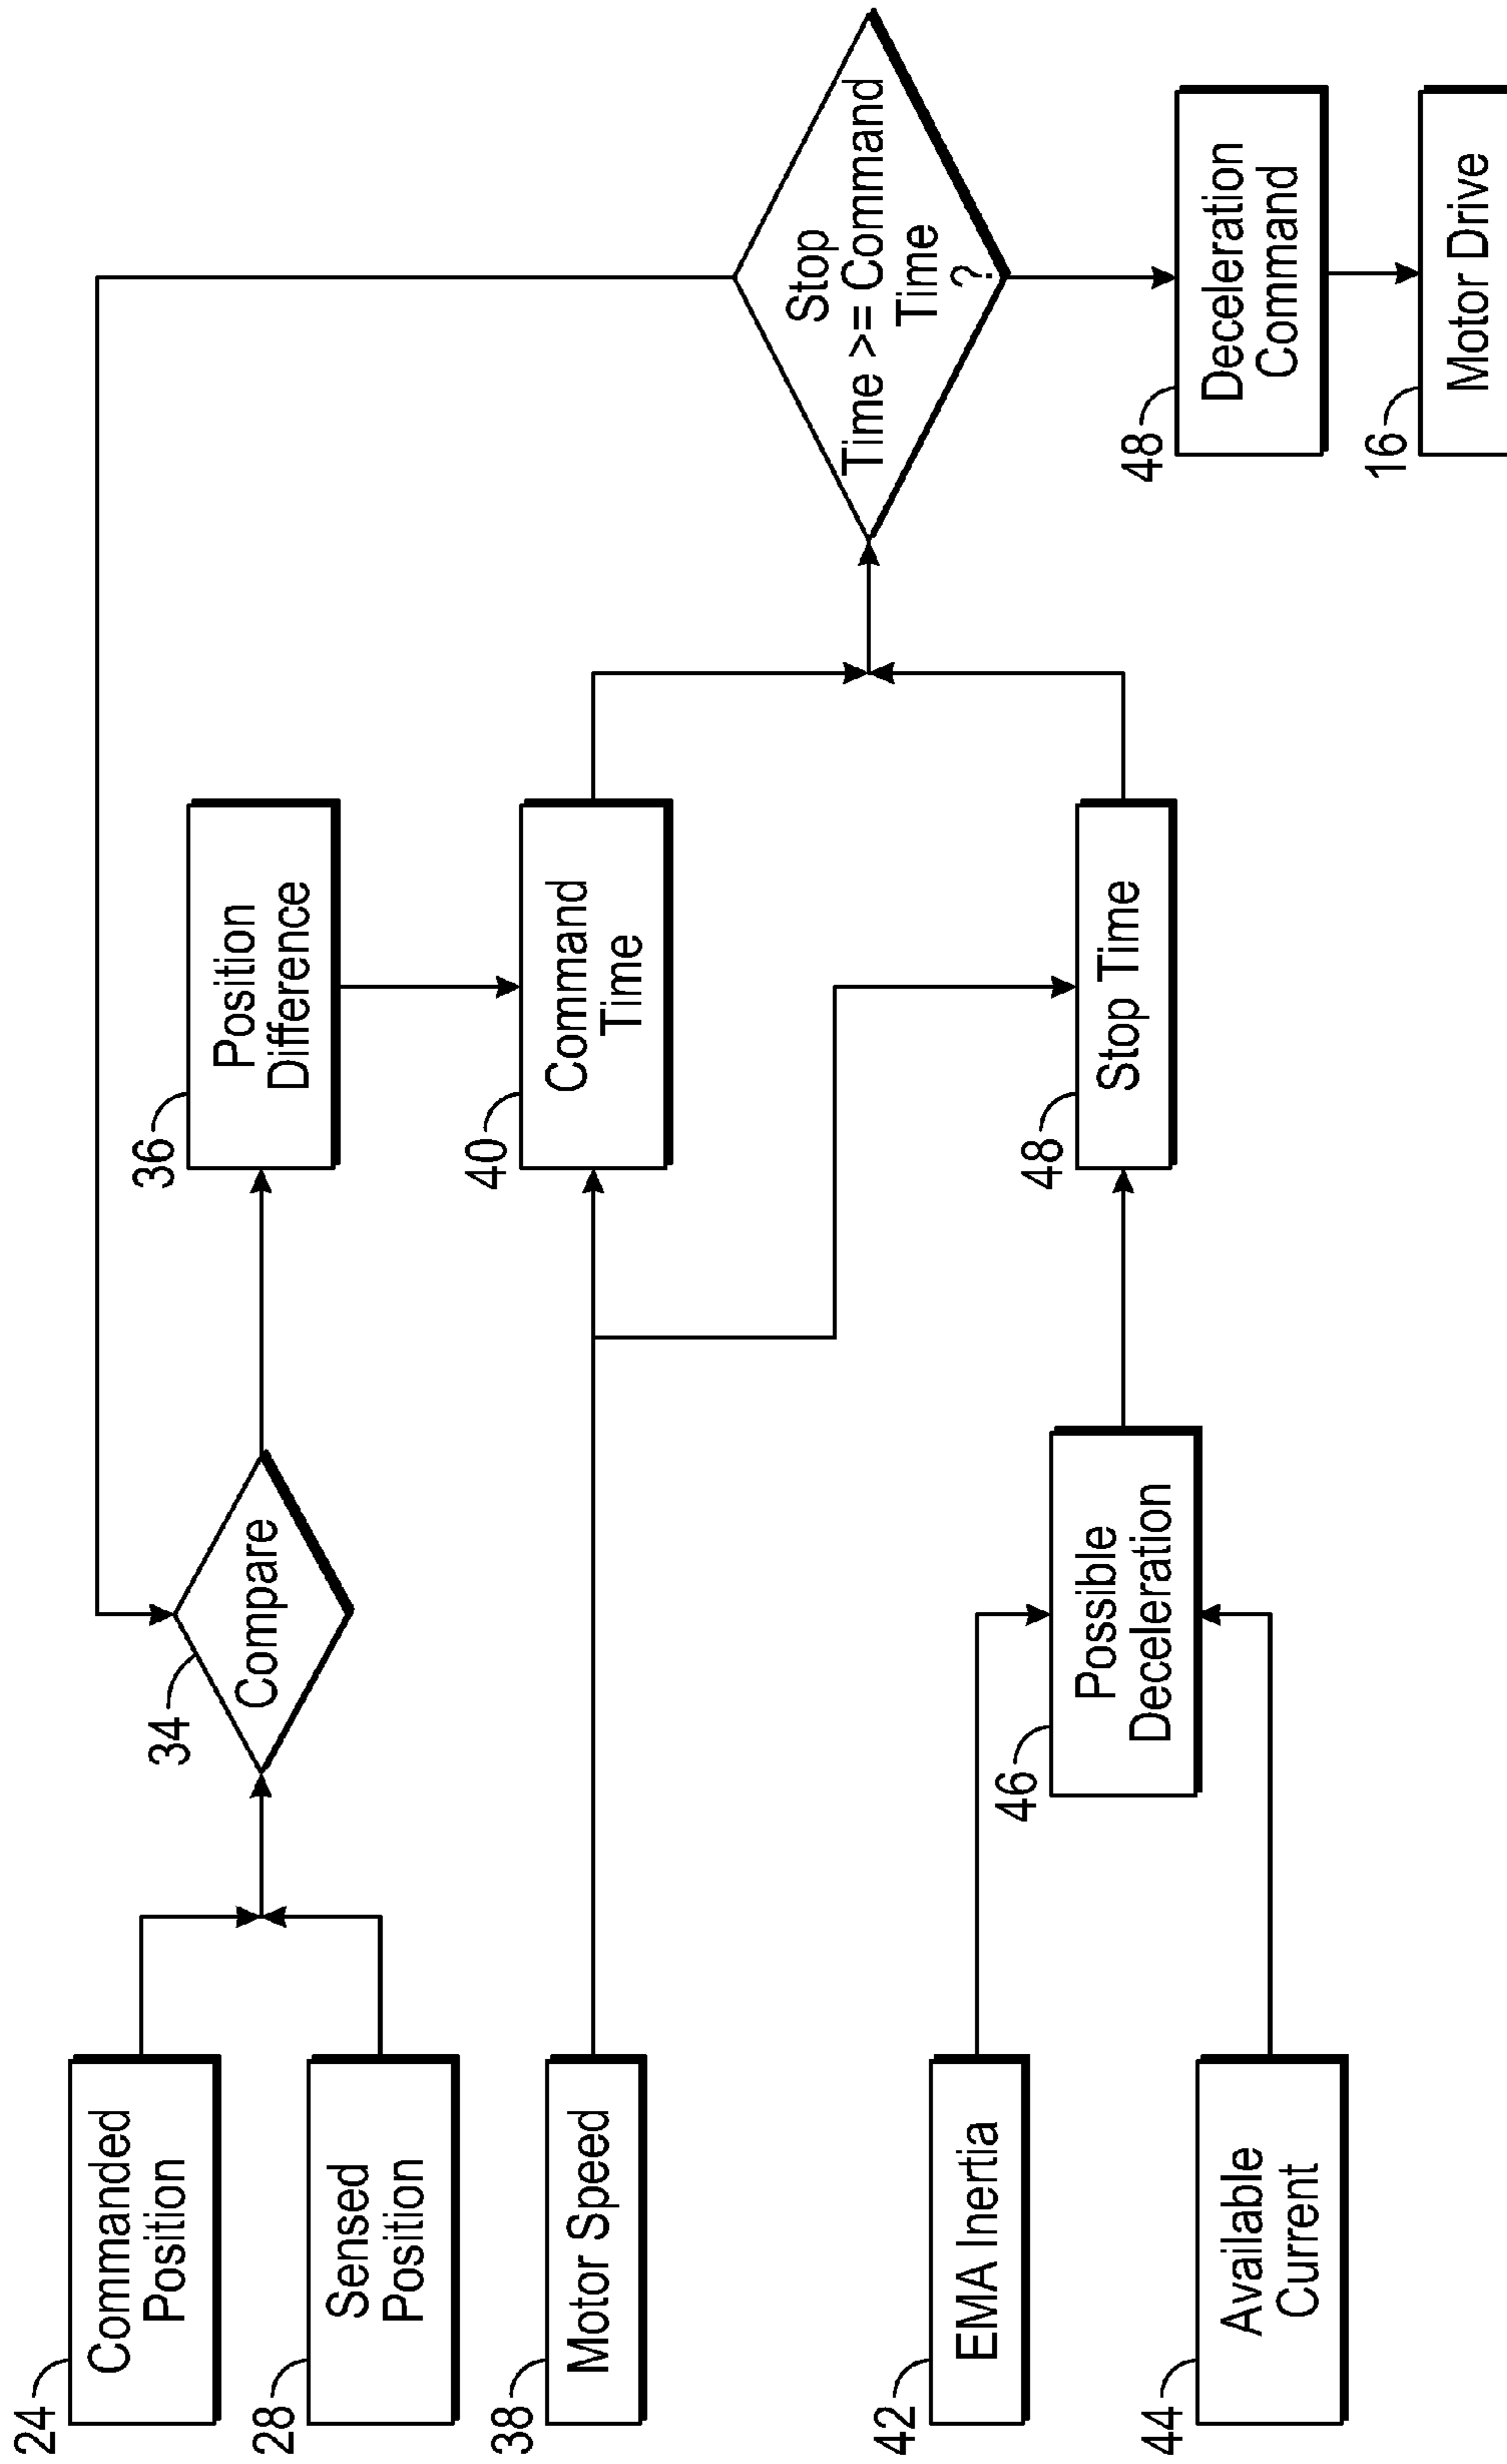 24
Commanded
Position
28
Sensed
Position
38
Motor Speed
42
EMA Inertia
44
Available
Current
34
Compare
46
Possible
Deceleration
36
Position
Difference
40
Command
Time
48
Stop Time
Stop
Time >= Command
Time
?
48
Deceleration
Command
16
Motor Drive